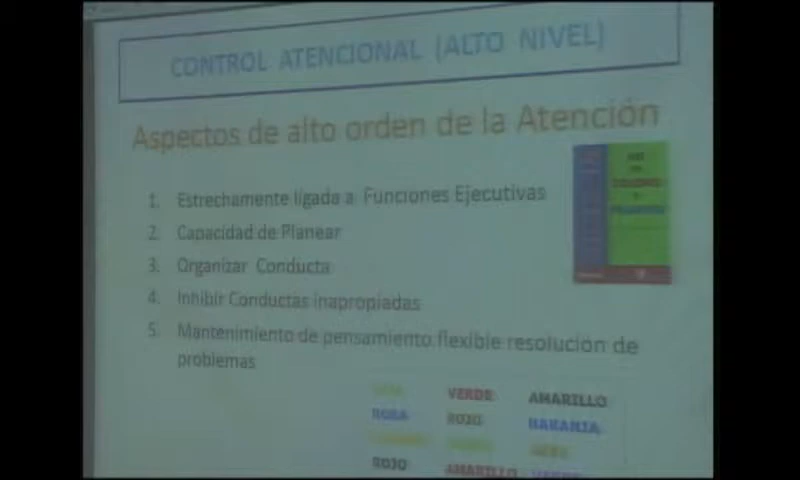 CONTROL ATENCIONAL (ALTO NIVEL)
Aspectos de alto orden de la Atención
1. Estrechamente ligada a Funciones Ejecutivas
2. Capacidad de Planear
3. Organizar Conducta
4. Inhibir Conductas inapropiadas
5. Mantenimiento de pensamiento flexible resolución de
problemas
VERDE AMARILLO
ROSA ROJO NARANJA
ROJO AMARILLO